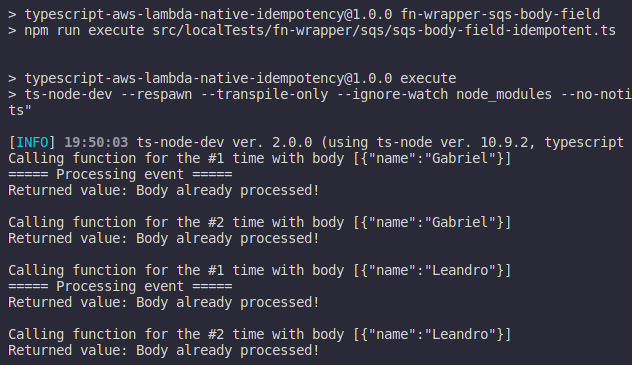 > typescript-aws-lambda-native-idempotency@1.0.0 fn-wrapper-sqs-body-field
> npm run execute src/localTests/fn-wrapper/sqs/sqs-body-field-idempotent.ts
> typescript-aws-lambda-native-idempotency@1.0.0 execute
> ts-node-dev --respawn --transpile-only --ignore-watch node_modules --no-noti
ts"
[INFO] 19:50:03 ts-node-dev ver. 2.0.0 (using ts-node ver. 10.9.2, typescript
Calling function for the #1 time with body [{"name":"Gabriel"}]
===== Processing event =====
Returned value: Body already processed!
Calling function for the #2 time with body [{"name":"Gabriel"}]
Returned value: Body already processed!
Calling function for the #1 time with body [{"name":"Leandro"}]
===== Processing event =====
Returned value: Body already processed!
Calling function for the #2 time with body [{"name":"Leandro"}]
Returned value: Body already processed!